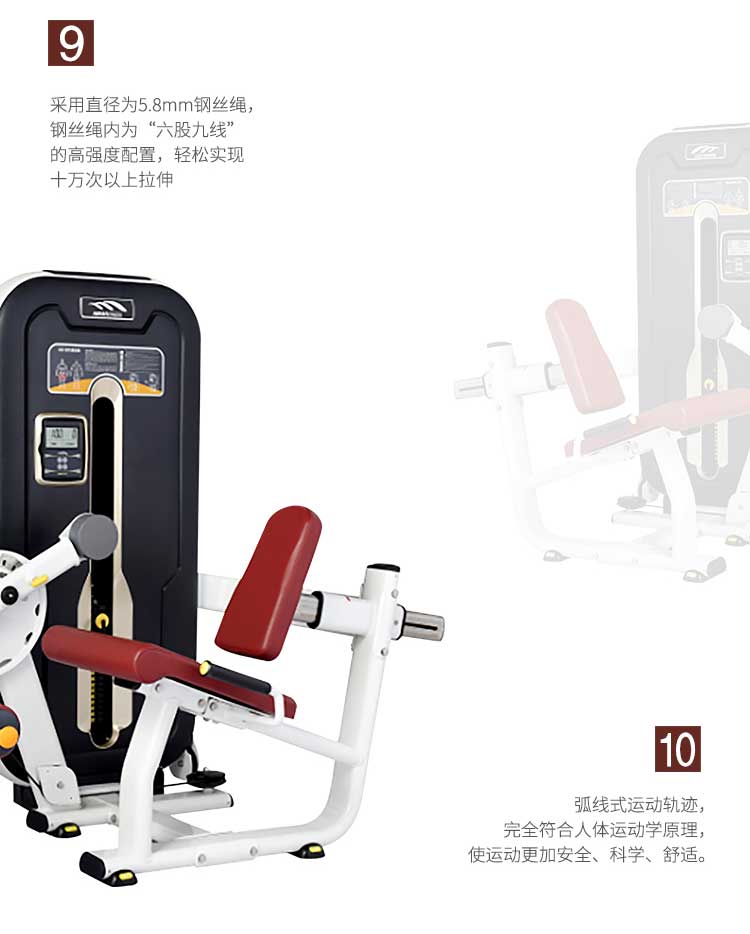 9
采用直径为5.8mm钢丝绳，
钢丝绳内为“六股九线”
的高强度配置，轻松实现
十万次以上拉伸
10
弧线式运动轨迹，
完全符合人体运动学原理，
使运动更加安全、科学、舒适。